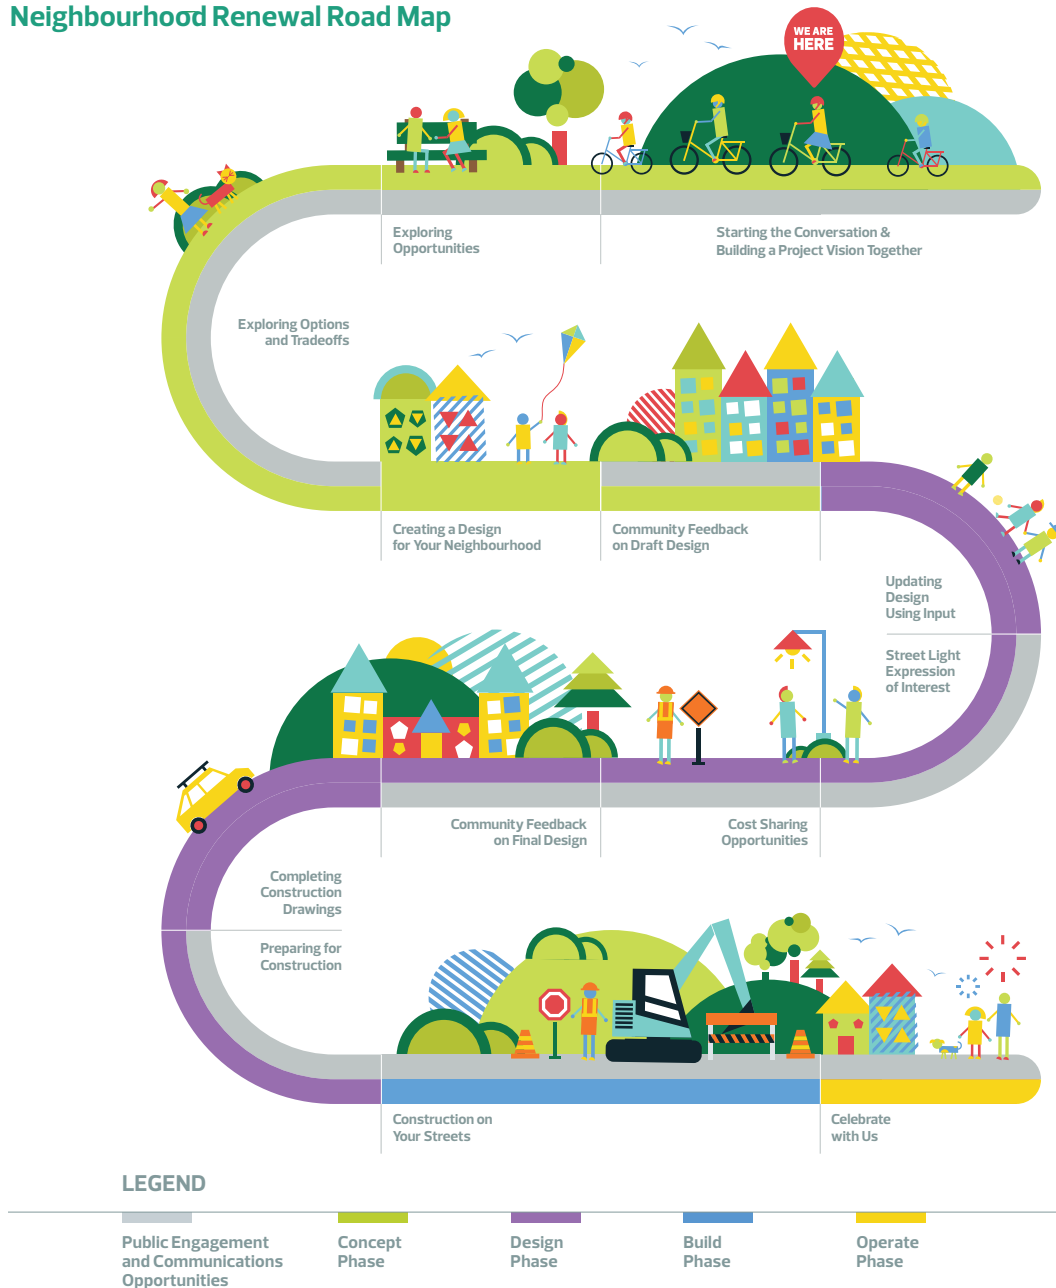 Neighbourhood Renewal Road Map
WE ARE
HERE
Exploring
Opportunities
Starting the Conversation &
Building a Project Vision Together
Exploring Options
and Tradeoffs
Creating a Design
for Your Neighbourhood
Community Feedback
on Draft Design
Updating
Design
Using Input
Street Light
Expression
of Interest
Community Feedback
on Final Design
Cost Sharing
Opportunities
Completing
Construction
Drawings
Preparing for
Construction
Construction on
Your Streets
Celebrate
with Us
LEGEND
Public Engagement
and Communications
Opportunities
Concept
Phase
Design
Phase
Build
Phase
Operate
Phase